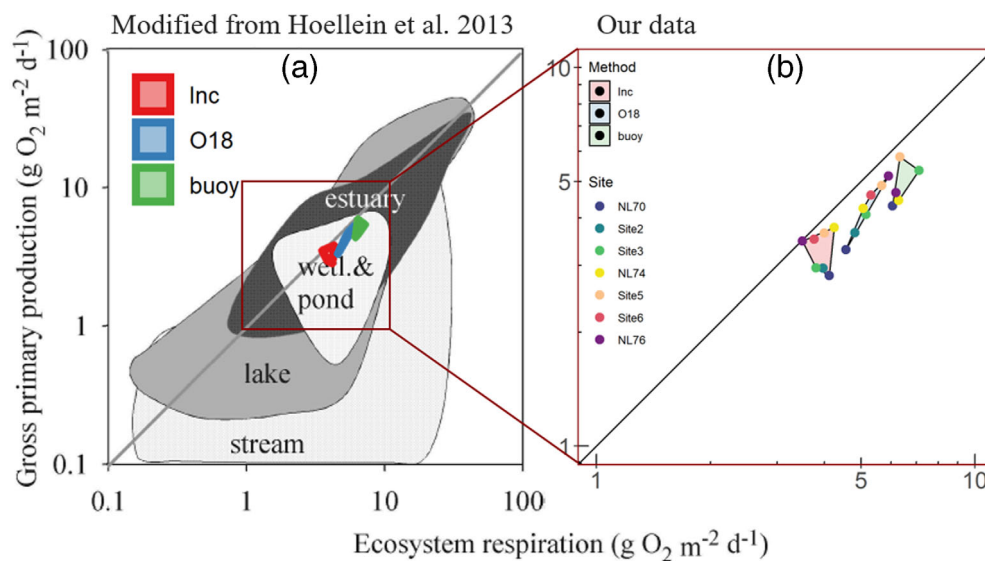 Modified from Hoellein et al. 2013
Our data
Gross primary production (g O₂ m⁻² d⁻¹)
100
10
1
0.1
(a)
Inc
O18
buoy
estuary
wetl.&
pond
lake
stream
0.1
1
10
100
(b)
10
5
1
Method
Inc
O18
buoy
Site
NL70
Site2
Site3
NL74
Site5
Site6
NL76
1
5
10
Ecosystem respiration (g O₂ m⁻² d⁻¹)